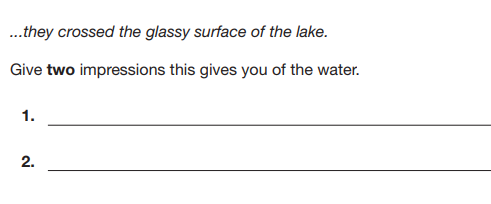 ...they crossed the glassy surface of the lake.
Give two impressions this gives you of the water.
1.
2.